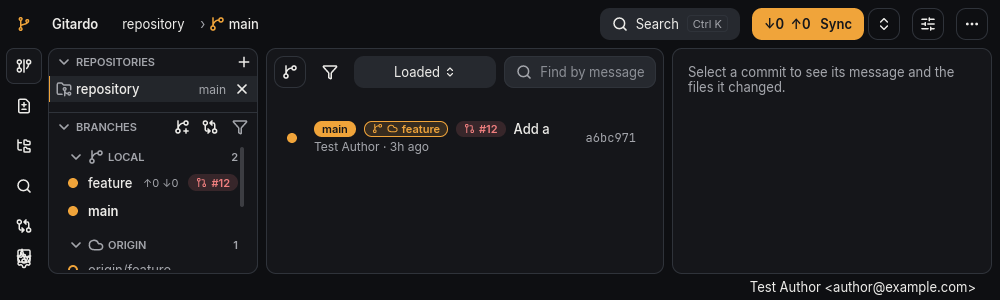 Gitardo repository › main Search Ctrl K ↓0 ↑0 Sync
REPOSITORIES
repository main
BRANCHES
LOCAL 2
feature ↑0 ↓0 #12
main
ORIGIN 1
origin/feature
Loaded Find by message
main feature #12 Add a a6bc971
Test Author · 3h ago
Select a commit to see its message and the
files it changed.
Test Author <author@example.com>